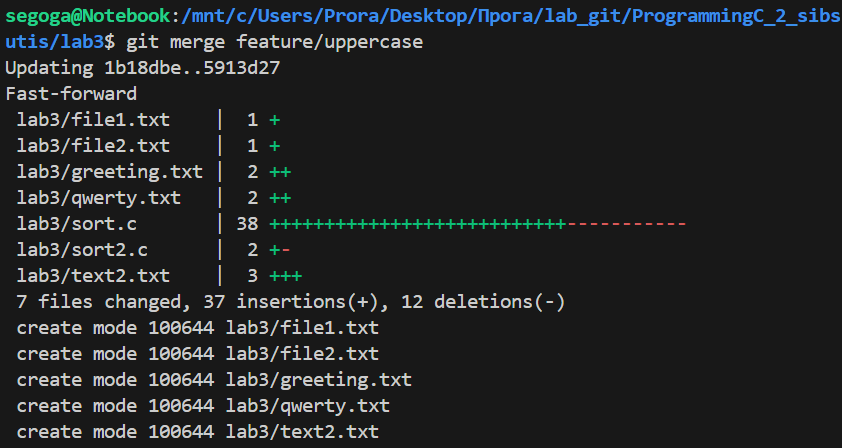 segoga@Notebook:/mnt/c/Users/Prora/Desktop/Прога/lab_git/ProgrammingC_2_sibs
utis/lab3$ git merge feature/uppercase
Updating 1b18dbe..5913d27
Fast-forward
 lab3/file1.txt    |  1 +
 lab3/file2.txt    |  1 +
 lab3/greeting.txt |  2 ++
 lab3/qwerty.txt   |  2 ++
 lab3/sort.c       | 38 +++++++++++++++++++++++++++-----------
 lab3/sort2.c      |  2 +-
 lab3/text2.txt    |  3 +++
 7 files changed, 37 insertions(+), 12 deletions(-)
 create mode 100644 lab3/file1.txt
 create mode 100644 lab3/file2.txt
 create mode 100644 lab3/greeting.txt
 create mode 100644 lab3/qwerty.txt
 create mode 100644 lab3/text2.txt